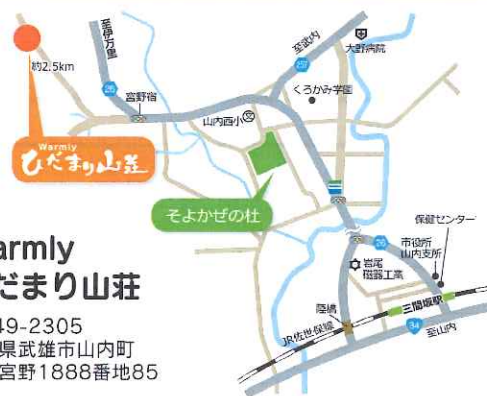 至伊万里
約2.5km
26
宮野宿
至武内
257
大野病院
くろかみ学園
山内西小
Warmly
ひだまり山荘
そよかぜの杜
保健センター
26
市役所
山内支所
岩尾
磁器工業
三間坂駅
陸橋
JR佐世保線
34
至山内
armly
だまり山荘
49-2305
県武雄市山内町
宮野1888番地85